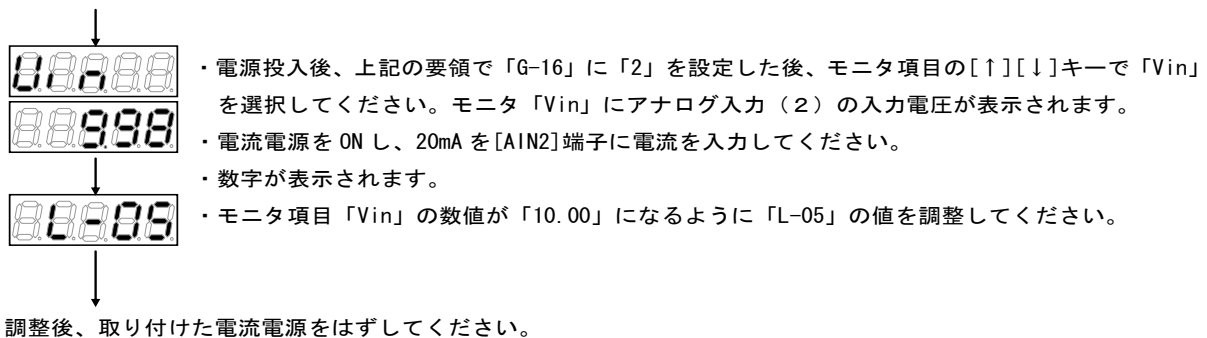 Vin
・電源投入後、上記の要領で「G-16」に「2」を設定した後、モニタ項目の[↑][↓]キーで「Vin」
を選択してください。モニタ「Vin」にアナログ入力（２）の入力電圧が表示されます。
9.98
・電流電源を ON し、20mA を[AIN2]端子に電流を入力してください。
・数字が表示されます。
L-05
・モニタ項目「Vin」の数値が「10.00」になるように「L-05」の値を調整してください。
調整後、取り付けた電流電源をはずしてください。